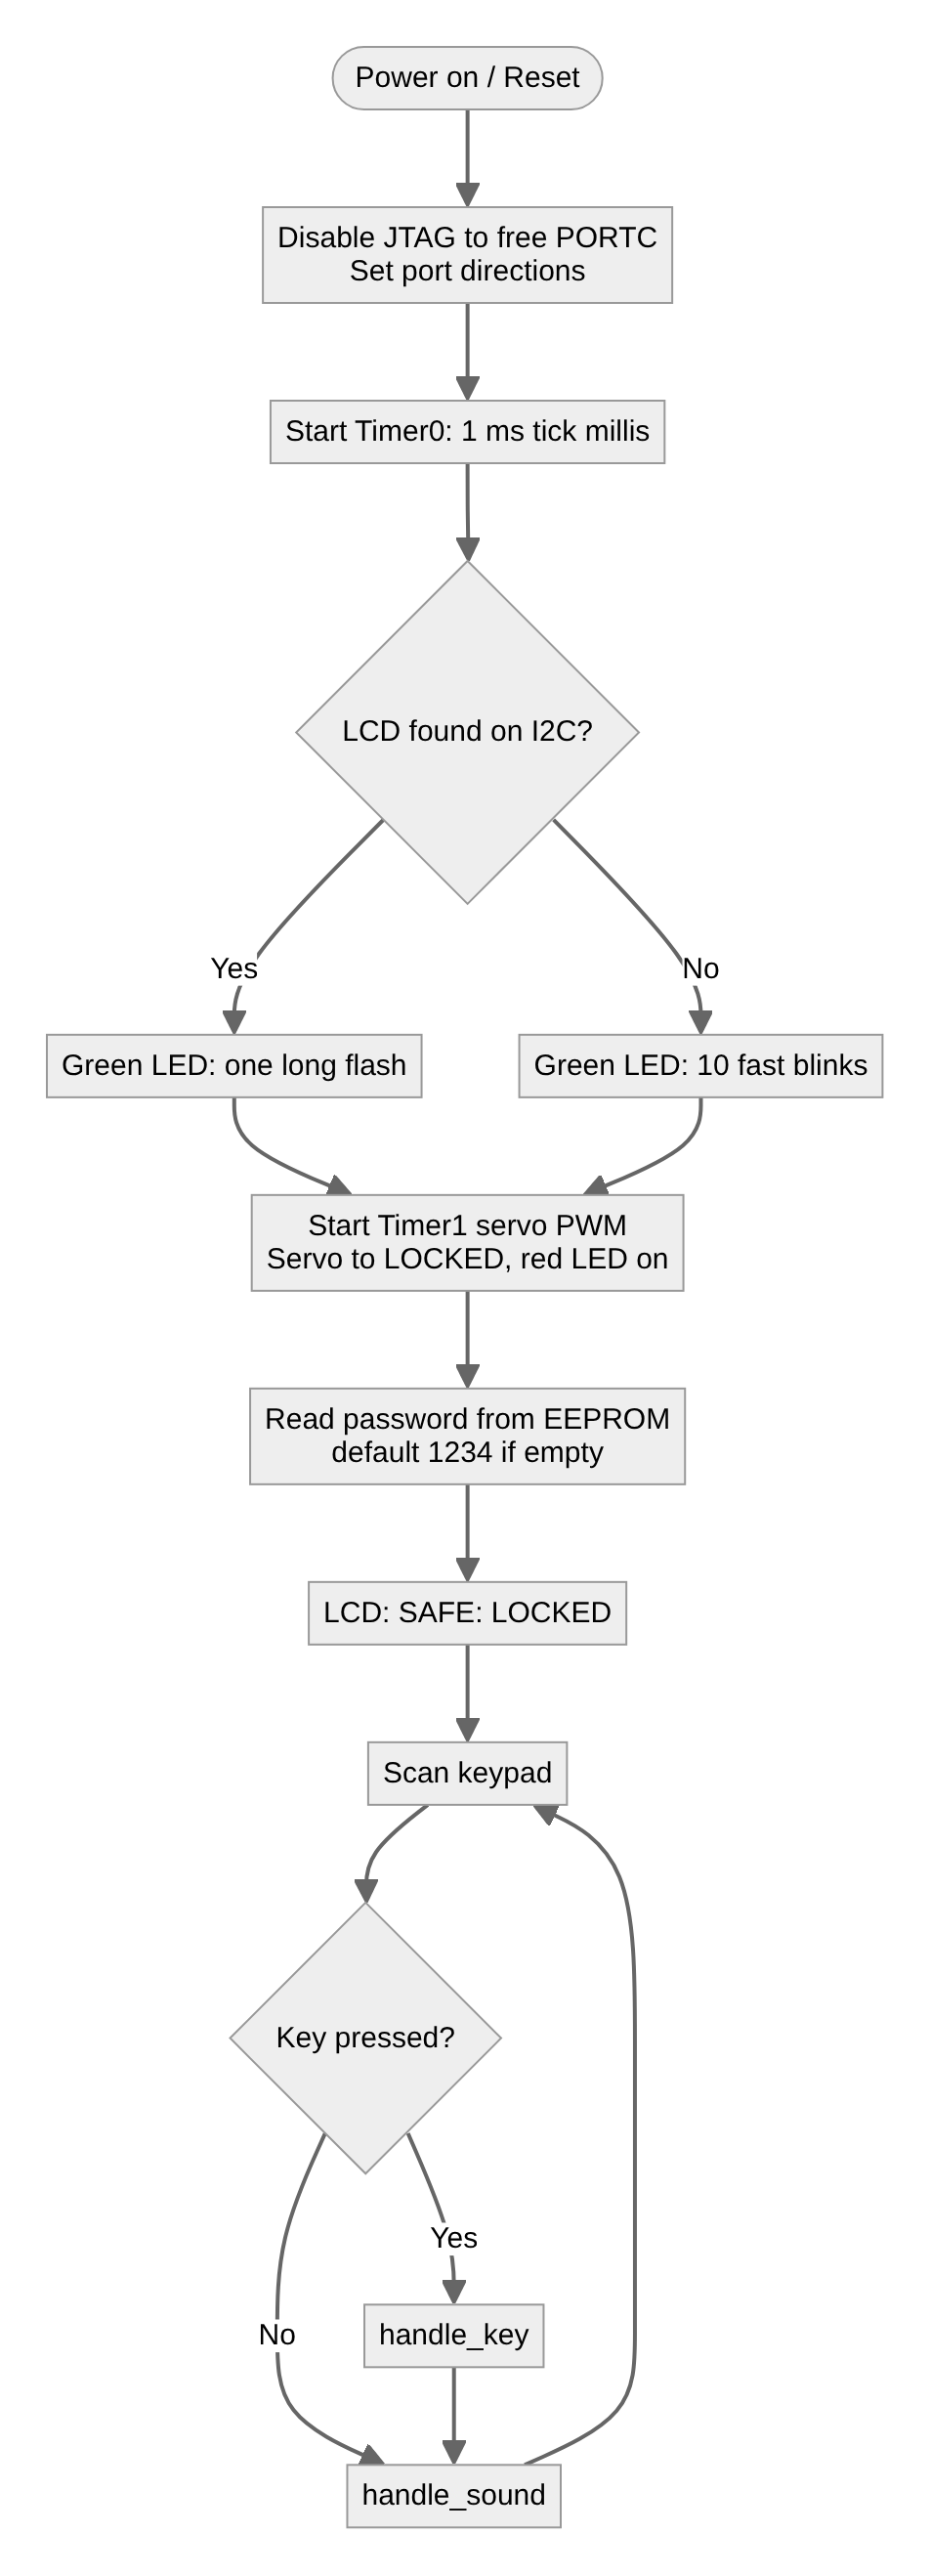 Power on / Reset
Disable JTAG to free PORTC
Set port directions
Start Timer0: 1 ms tick millis
LCD found on I2C?
Yes
No
Green LED: one long flash
Green LED: 10 fast blinks
Start Timer1 servo PWM
Servo to LOCKED, red LED on
Read password from EEPROM
default 1234 if empty
LCD: SAFE: LOCKED
Scan keypad
Key pressed?
Yes
No
handle_key
handle_sound